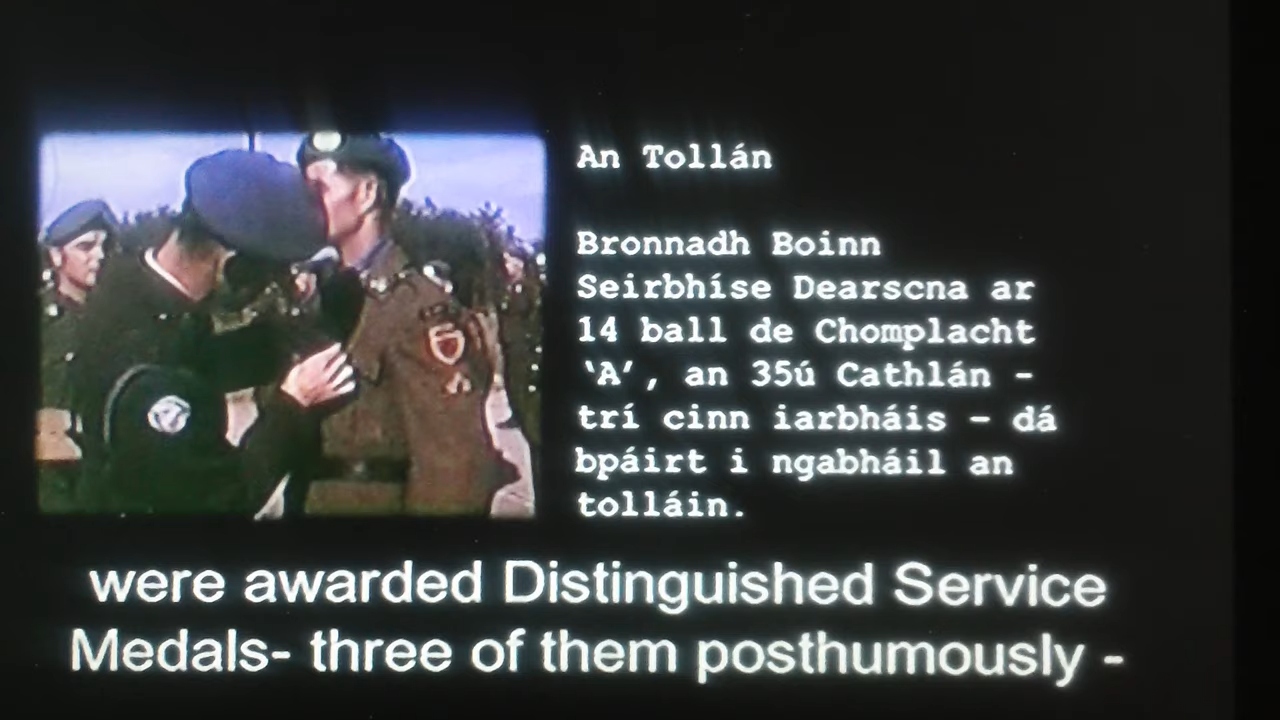 An Tollán
Bronnadh Boinn
Seirbhíse Dearscna ar
14 ball de Chomplacht
‘A’, an 35ú Cathlán –
trí cinn iarbháis – dá
bpáirt i ngabháil an
tolláin.
were awarded Distinguished Service
Medals- three of them posthumously -